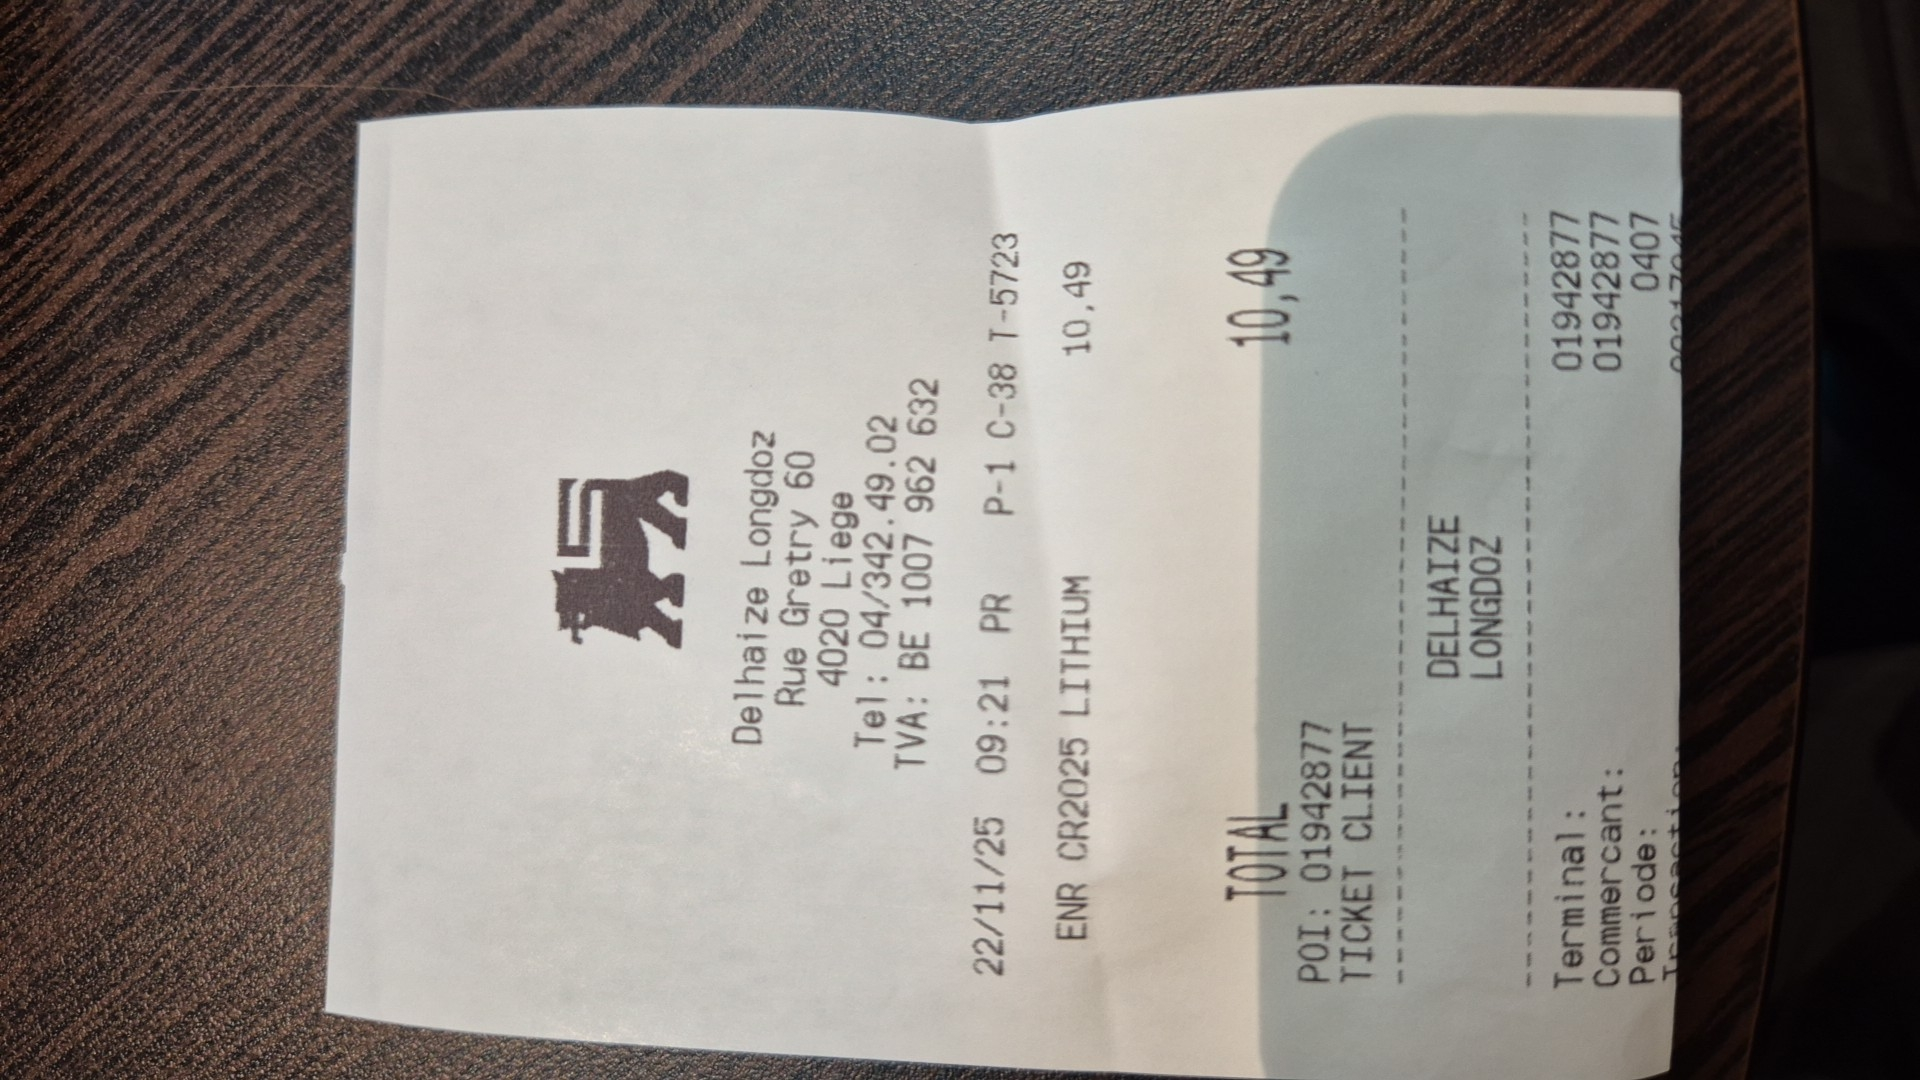 Delhaize Longdoz
Rue Gretry 60
4020 Liege
Tel: 04/342.49.02
TVA: BE 1007 962 632
22/11/25 09:21 PR P-1 C-38 T-5723
ENR CR2025 LITHIUM 10,49
TOTAL 10,49
POI: 01942877
TICKET CLIENT
DELHAIZE
LONGDOZ
Terminal: 01942877
Commercant: 01942877
Periode: 0407
Transaction: